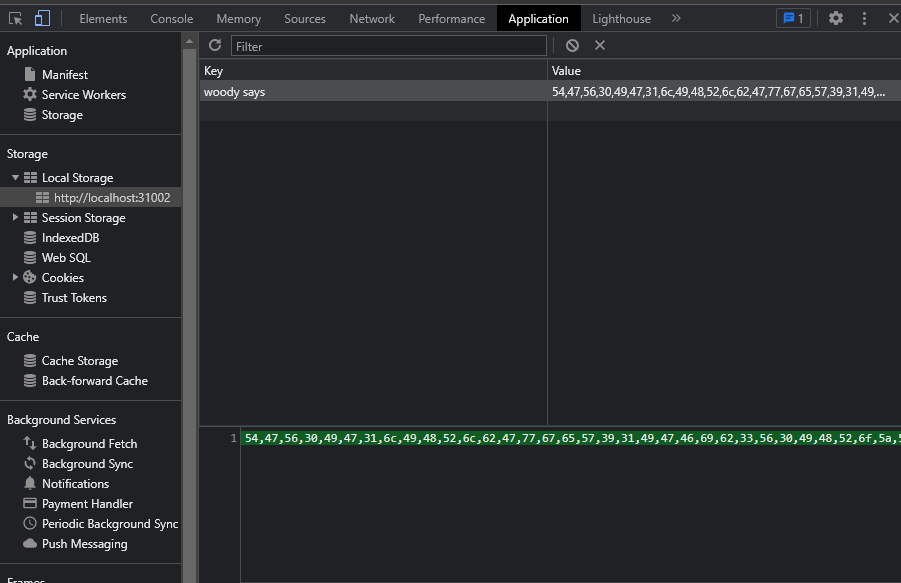 Elements Console Memory Sources Network Performance Application Lighthouse » 1
Application
Manifest
Service Workers
Storage
Storage
Local Storage
http://localhost:31002
Session Storage
IndexedDB
Web SQL
Cookies
Trust Tokens
Cache
Cache Storage
Back-forward Cache
Background Services
Background Fetch
Background Sync
Notifications
Payment Handler
Periodic Background Sync
Push Messaging
Frames
Filter
Key Value
woody says 54,47,56,30,49,47,31,6c,49,48,52,6c,62,47,77,67,65,57,39,31,49,...
1 54,47,56,30,49,47,31,6c,49,48,52,6c,62,47,77,67,65,57,39,31,49,47,46,69,62,33,56,30,49,48,52,6f,5a,